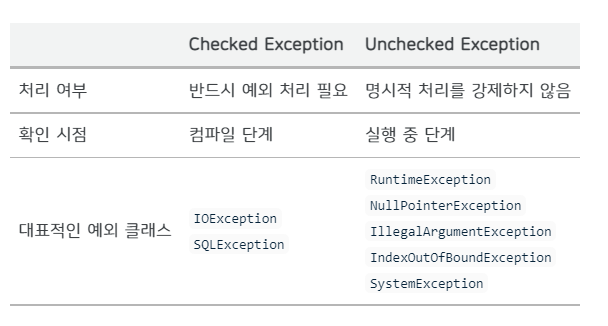 Checked Exception Unchecked Exception
처리 여부 반드시 예외 처리 필요 명시적 처리를 강제하지 않음
확인 시점 컴파일 단계 실행 중 단계
대표적인 예외 클래스
IOException
SQLException
RuntimeException
NullPointerException
IllegalArgumentException
IndexOutOfBoundException
SystemException